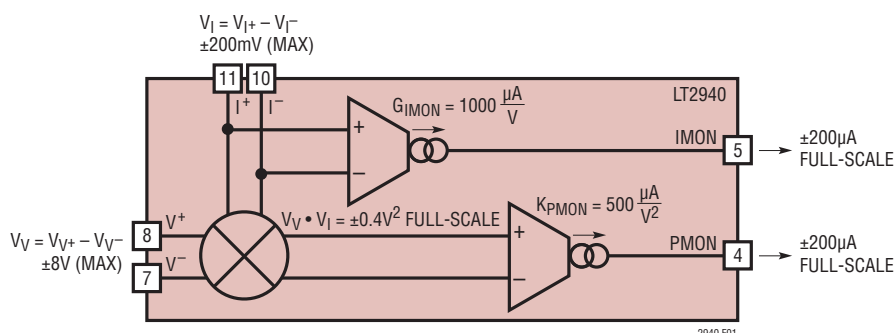 V_I = V_I+ – V_I–
±200mV (MAX)
11 10
I+ I–
LT2940
G_IMON = 1000 µA/V
+
–
IMON
5
±200µA
FULL-SCALE
V_V = V_V+ – V_V–
±8V (MAX)
8
V+
7
V–
V_V • V_I = ±0.4V² FULL-SCALE
K_PMON = 500 µA/V²
+
–
PMON
4
±200µA
FULL-SCALE
2940 F01